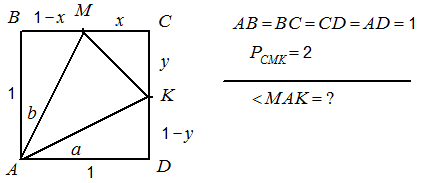 B 1-x M x C
AB = BC = CD = AD = 1
y
P_CMK = 2
1
K
<MAK = ?
b
1-y
a
A 1 D